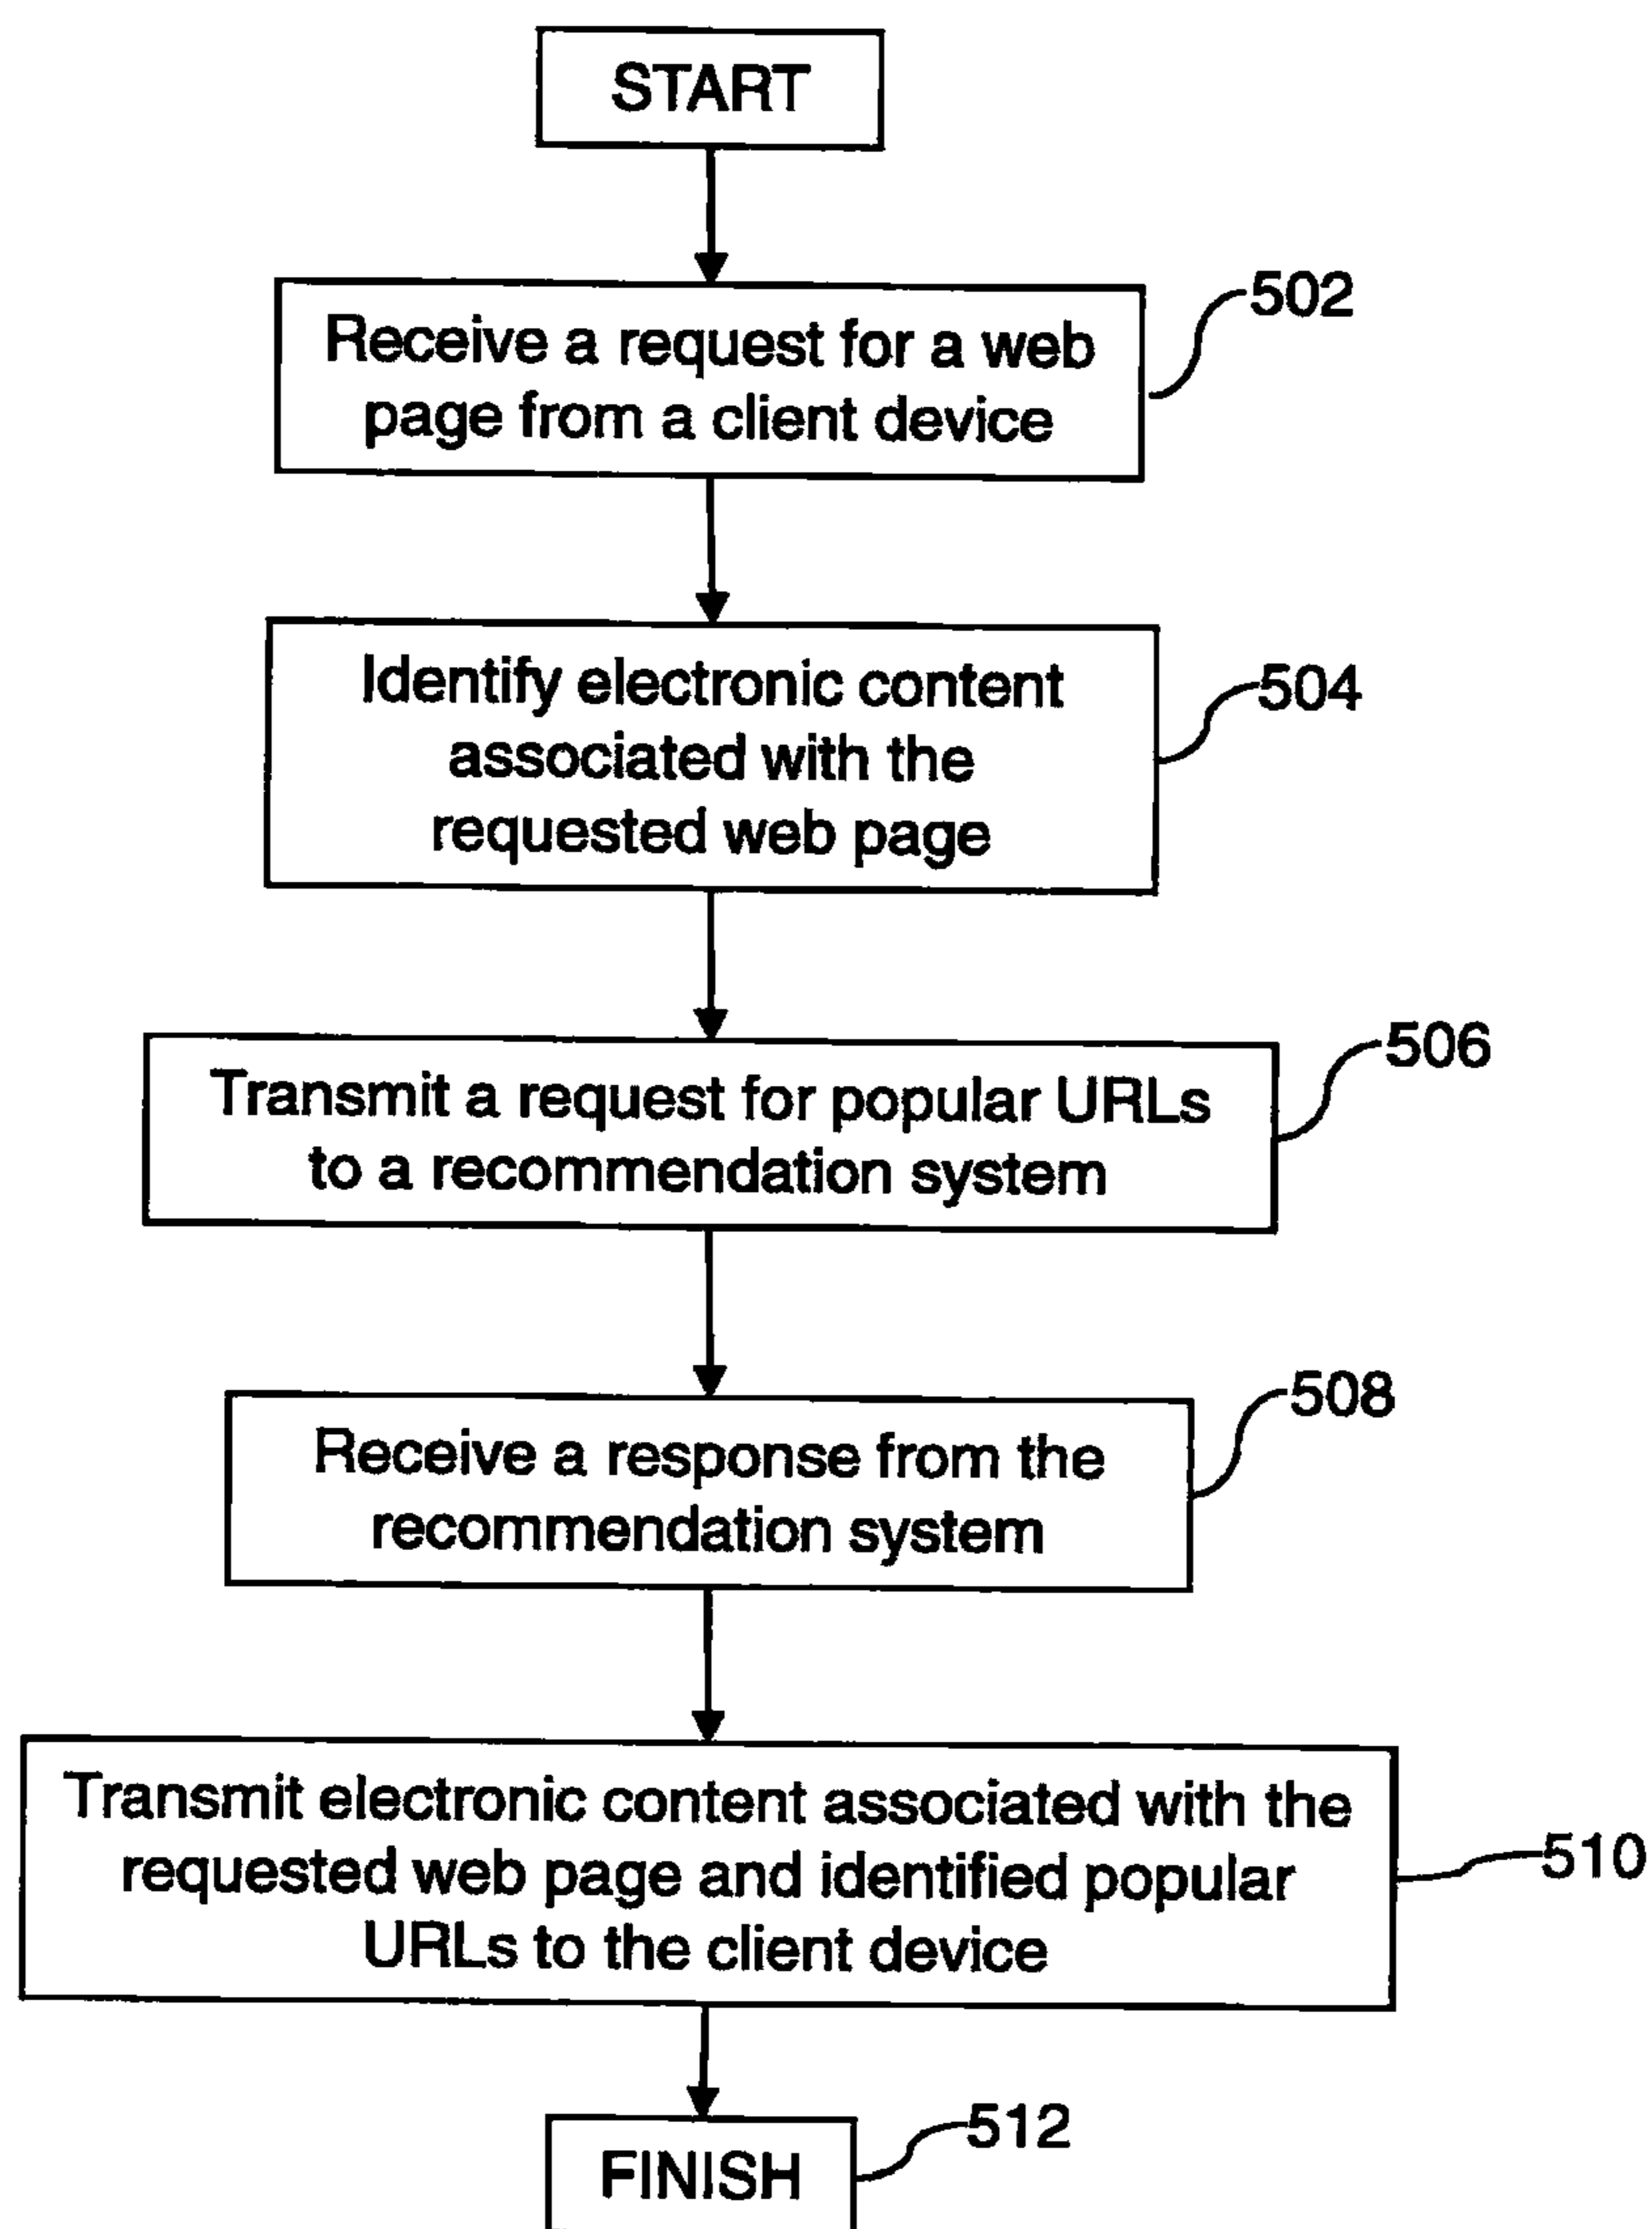 START
Receive a request for a web
page from a client device
502
Identify electronic content
associated with the
requested web page
504
Transmit a request for popular URLs
to a recommendation system
506
Receive a response from the
recommendation system
508
Transmit electronic content associated with the
requested web page and identified popular
URLs to the client device
510
FINISH
512